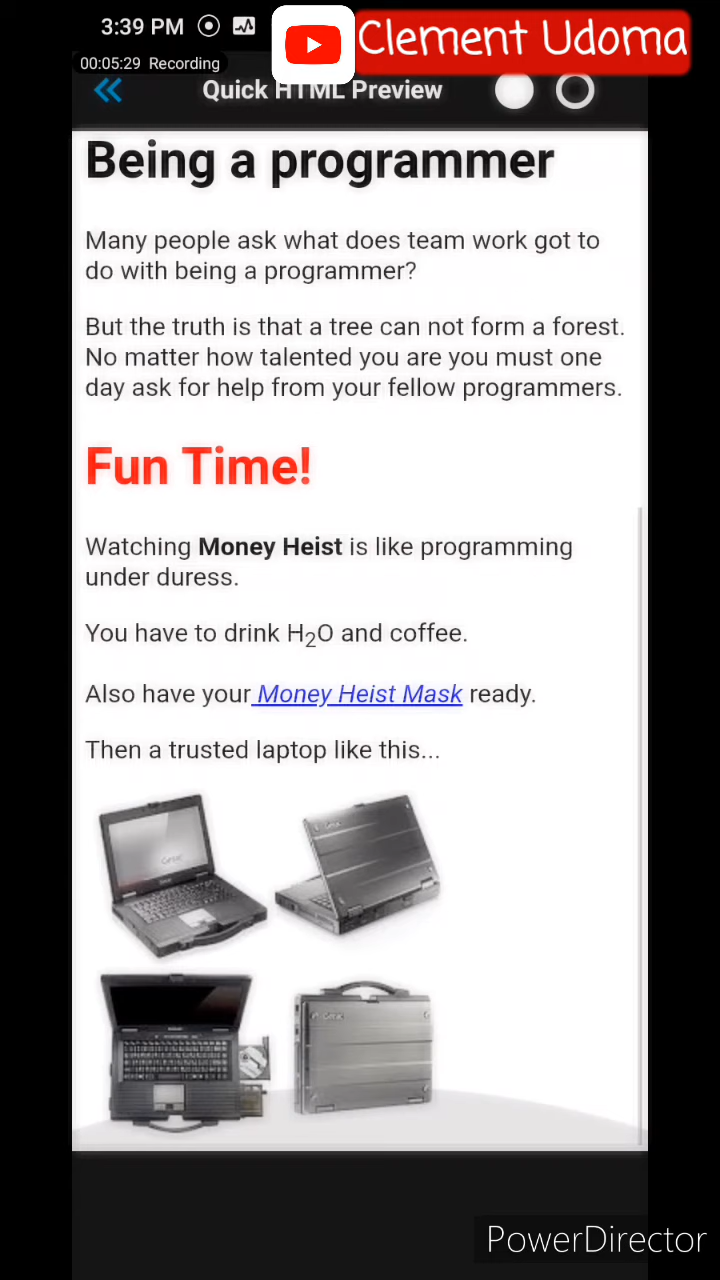 3:39 PM
Clement Udoma
00:05:29 Recording
Quick HTML Preview
Being a programmer
Many people ask what does team work got to
do with being a programmer?
But the truth is that a tree can not form a forest.
No matter how talented you are you must one
day ask for help from your fellow programmers.
Fun Time!
Watching Money Heist is like programming
under duress.
You have to drink H₂O and coffee.
Also have your Money Heist Mask ready.
Then a trusted laptop like this...
Getac
PowerDirector